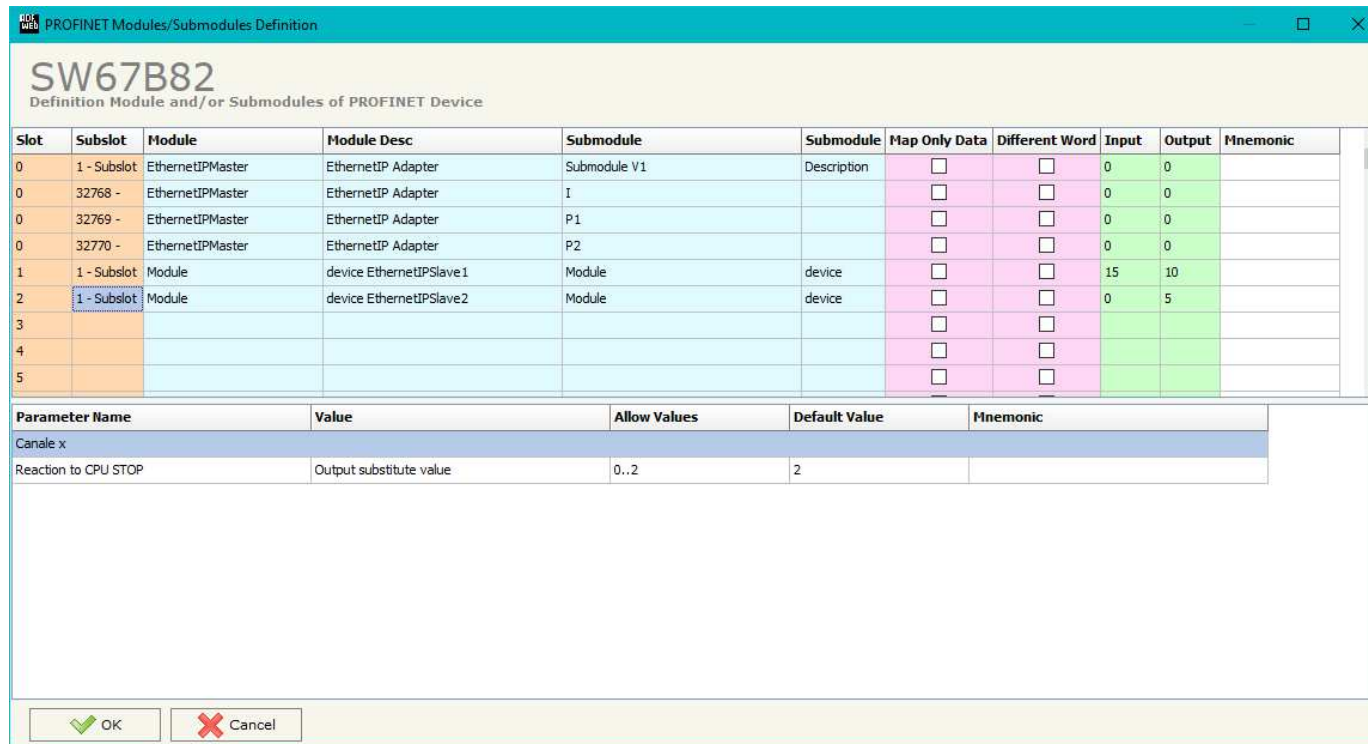 ADF WEB PROFINET Modules/Submodules Definition
SW67B82
Definition Module and/or Submodules of PROFINET Device
Slot Subslot Module Module Desc Submodule Submodule Map Only Data Different Word Input Output Mnemonic
0 1 - Subslot EthernetIPMaster EthernetIP Adapter Submodule V1 Description 0 0
0 32768 - EthernetIPMaster EthernetIP Adapter I 0 0
0 32769 - EthernetIPMaster EthernetIP Adapter P1 0 0
0 32770 - EthernetIPMaster EthernetIP Adapter P2 0 0
1 1 - Subslot Module device EthernetIPSlave1 Module device 15 10
2 1 - Subslot Module device EthernetIPSlave2 Module device 0 5
3
4
5
Parameter Name Value Allow Values Default Value Mnemonic
Canale x
Reaction to CPU STOP Output substitute value 0..2 2
OK Cancel